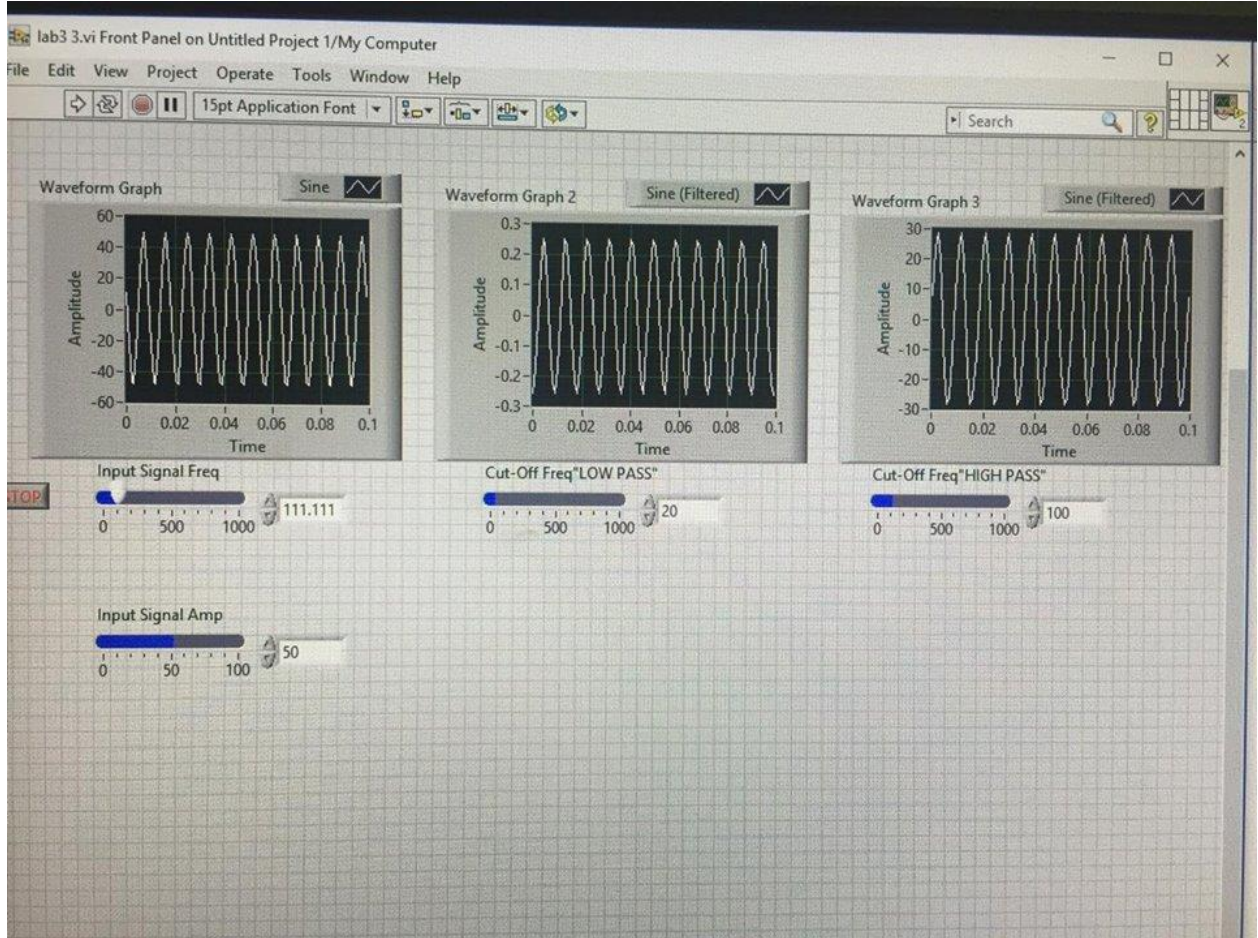 lab3 3.vi Front Panel on Untitled Project 1/My Computer
File Edit View Project Operate Tools Window Help
15pt Application Font
Search
2
Waveform Graph
Sine
60
40
20
0
-20
-40
-60
Amplitude
0 0.02 0.04 0.06 0.08 0.1
Time
Waveform Graph 2
Sine (Filtered)
0.3
0.2
0.1
0
-0.1
-0.2
-0.3
Amplitude
0 0.02 0.04 0.06 0.08 0.1
Time
Waveform Graph 3
Sine (Filtered)
30
20
10
0
-10
-20
-30
Amplitude
0 0.02 0.04 0.06 0.08 0.1
Time
TOP
Input Signal Freq
111.111
0 500 1000
Cut-Off Freq"LOW PASS"
20
0 500 1000
Cut-Off Freq"HIGH PASS"
100
0 500 1000
Input Signal Amp
50
0 50 100